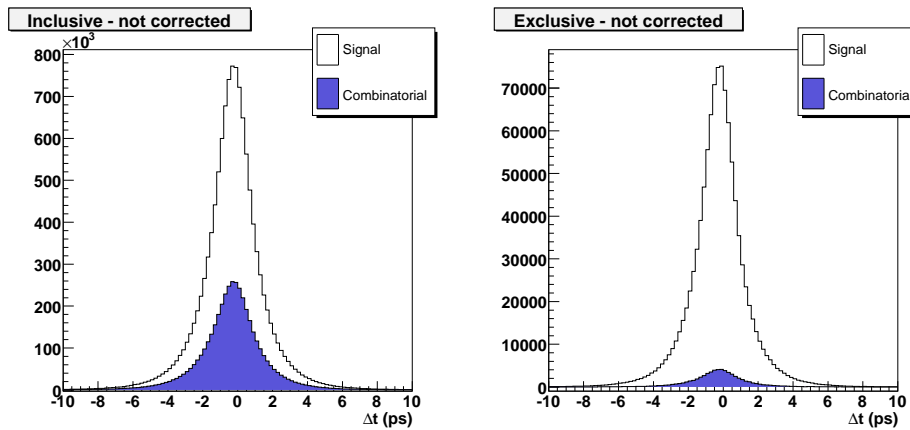 Inclusive - not corrected
×10³
800
700
600
500
400
300
200
100
0
-10 -8 -6 -4 -2 0 2 4 6 8 10
Δt (ps)
Signal
Combinatorial
Exclusive - not corrected
70000
60000
50000
40000
30000
20000
10000
0
-10 -8 -6 -4 -2 0 2 4 6 8 10
Δt (ps)
Signal
Combinatorial